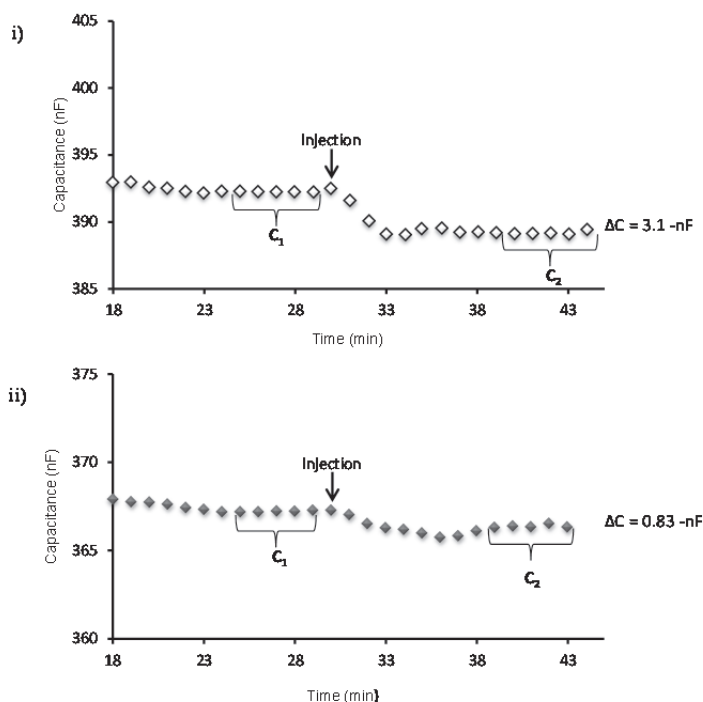 i)
405
400
395
390
385
Capacitance (nF)
Injection
C1
C2
ΔC = 3.1 -nF
18 23 28 33 38 43
Time (min)
ii)
375
370
365
360
Capacitance (nF)
Injection
C1
C2
ΔC = 0.83 -nF
18 23 28 33 38 43
Time (min}